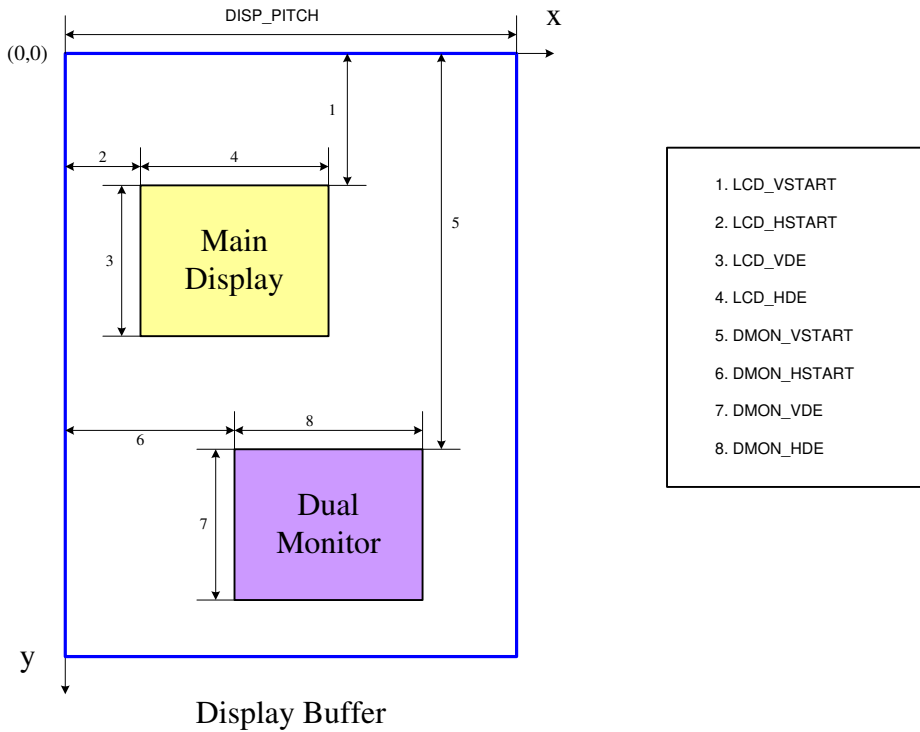 DISP_PITCH
x
(0,0)
1
2
4
3
Main
Display
5
6
8
7
Dual
Monitor
y
Display Buffer
1. LCD_VSTART
2. LCD_HSTART
3. LCD_VDE
4. LCD_HDE
5. DMON_VSTART
6. DMON_HSTART
7. DMON_VDE
8. DMON_HDE